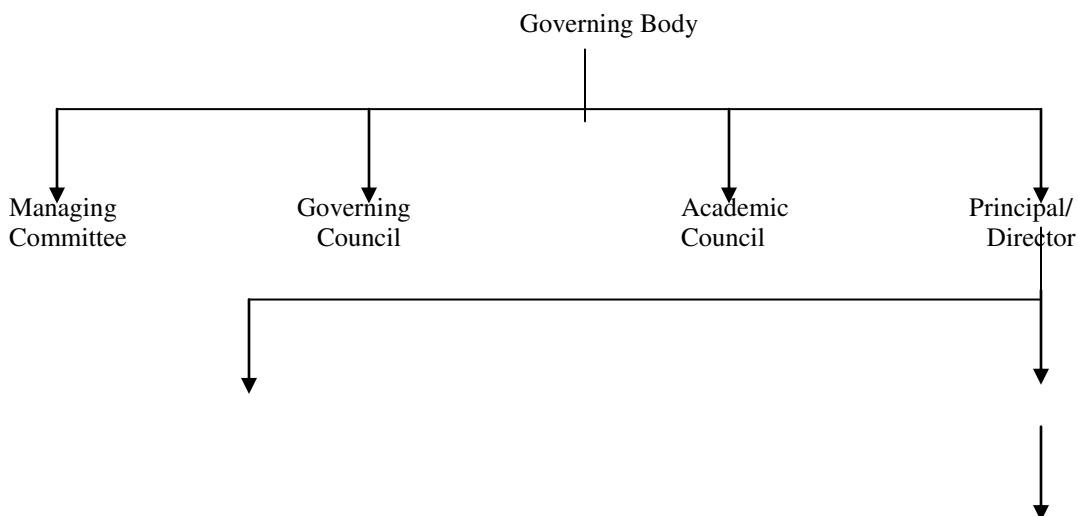 Governing Body
Managing
Committee
Governing
Council
Academic
Council
Principal/
Director